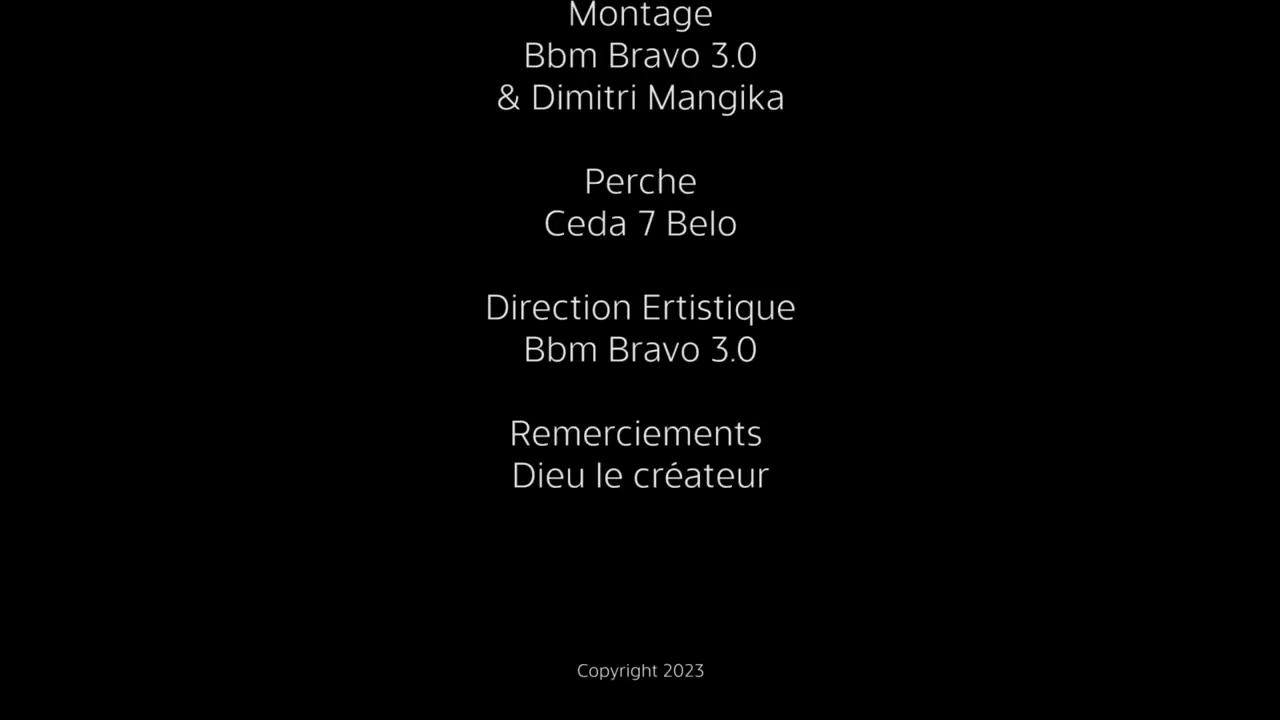 Montage
Bbm Bravo 3.0
& Dimitri Mangika
Perche
Ceda 7 Belo
Direction Ertistique
Bbm Bravo 3.0
Remerciements
Dieu le créateur
Copyright 2023